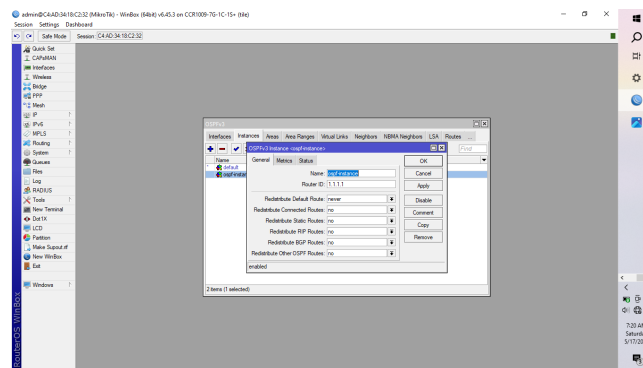 admin@C4:AD:34:18:C2:32 (MikroTik) - WinBox (64bit) v6.45.3 on CCR1009-7G-1C-1S+ (tile)
Session Settings Dashboard
Safe Mode Session: C4:AD:34:18:C2:32
Quick Set
CAPsMAN
Interfaces
Wireless
Bridge
PPP
Mesh
IP
IPv6
MPLS
Routing
System
Queues
Files
Log
RADIUS
Tools
New Terminal
Dot1X
LCD
Partition
Make Supout.rif
New WinBox
Exit
Windows
RouterOS WinBox
OSPFv3
Interfaces Instances Areas Area Ranges Virtual Links Neighbors NBMA Neighbors LSA Routes ...
Find
Name
default
ospf-instan
OSPFv3 Instance <ospf-instance>
General Metrics Status
Name: ospf-instance
Router ID: 1.1.1.1
Redistribute Default Route: never
Redistribute Connected Routes: no
Redistribute Static Routes: no
Redistribute RIP Routes: no
Redistribute BGP Routes: no
Redistribute Other OSPF Routes: no
OK
Cancel
Apply
Disable
Comment
Copy
Remove
enabled
2 items (1 selected)
7:20 AM
Saturda
5/17/20